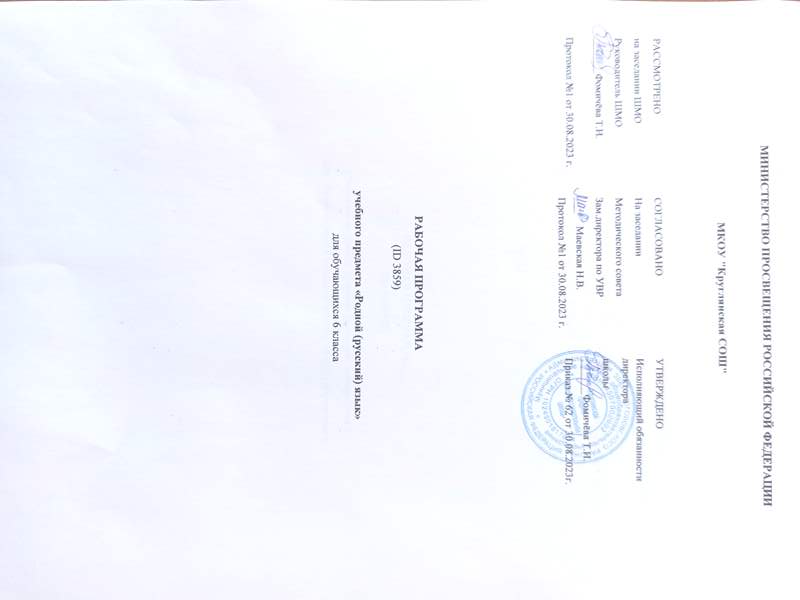 МИНИСТЕРСТВО ПРОСВЕЩЕНИЯ РОССИЙСКОЙ ФЕДЕРАЦИИ
МКОУ "Круглянская СОШ"
РАССМОТРЕНО
на заседании ШМО
Руководитель ШМО
Фомичёва Т.И.
Протокол №1 от 30.08.2023 г.
СОГЛАСОВАНО
На заседании
Методического совета
Зам.директора по УВР
Маевская Н.В.
Протокол №1 от 30.08.2023 г.
УТВЕРЖДЕНО
Исполняющий обязанности
директора
школы
Фомичёва Т.И.
Приказ № 62 от 30.08.2023г.
РАБОЧАЯ ПРОГРАММА
(ID 3859)
учебного предмета «Родной (русский) язык»
для обучающихся 6 класса